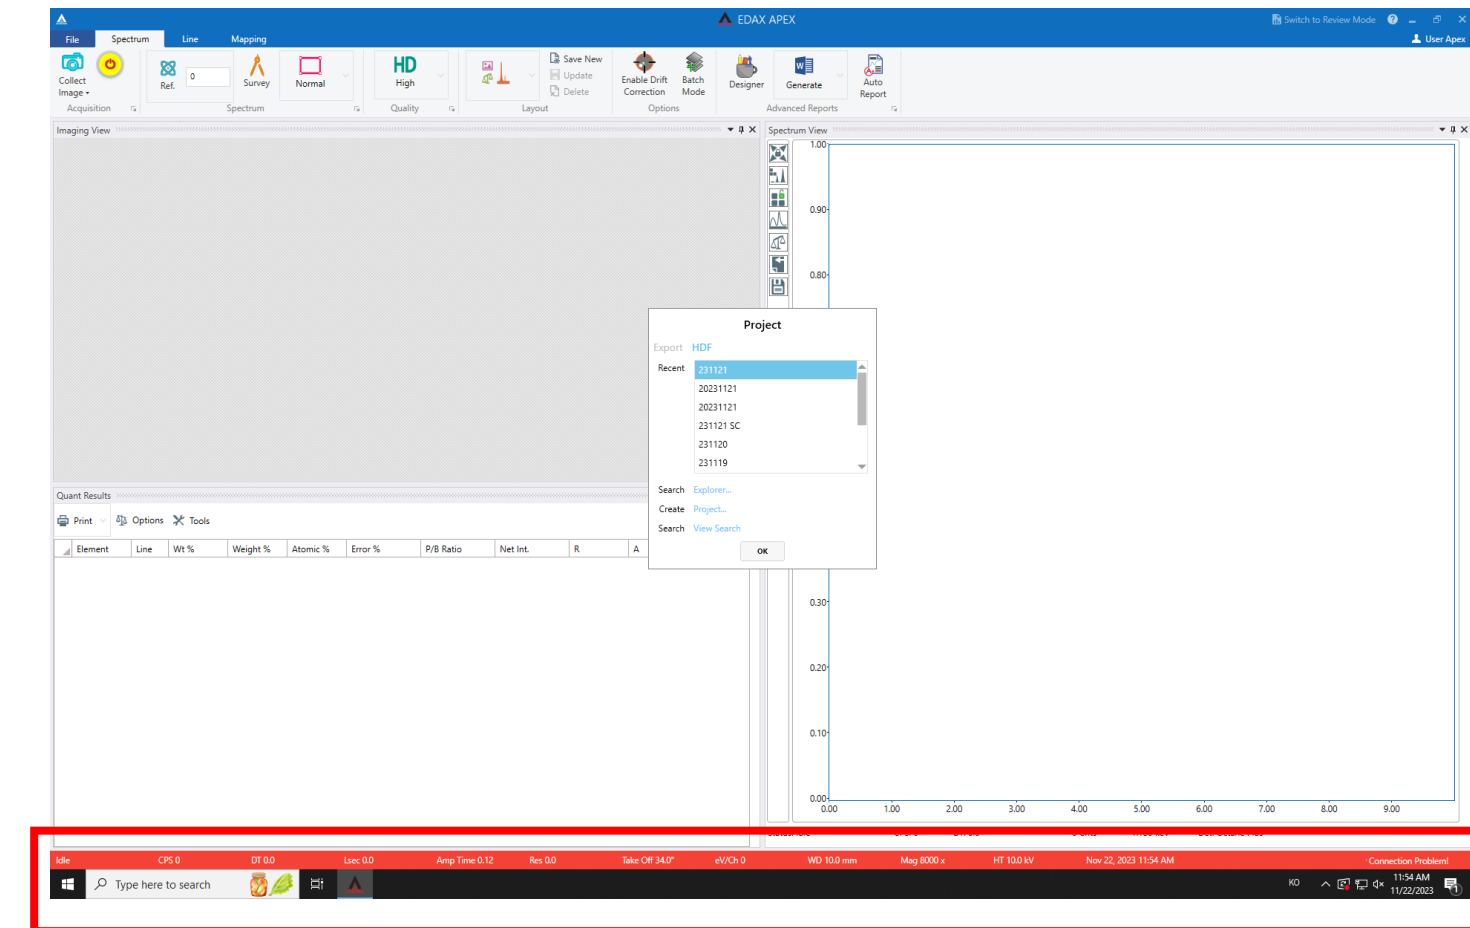 EDAX APEX
Switch to Review Mode
File Spectrum Line Mapping
User Apex
Collect Image
Ref. 0
Survey
Normal
HD
High
Save New
Update
Delete
Enable Drift Correction
Batch Mode
Designer
Generate
Auto Report
Acquisition Spectrum Quality Layout Options Advanced Reports
Imaging View
Spectrum View
1.00
0.90
0.80
Project
Export HDF
Recent 231121
20231121
20231121
231121 SC
231120
231119
Search Explorer...
Create Project...
Search View Search
OK
Quant Results
Print Options Tools
Element Line Wt % Weight % Atomic % Error % P/B Ratio Net Int. R A
0.30
0.20
0.10
0.00
0.00 1.00 2.00 3.00 4.00 5.00 6.00 7.00 8.00 9.00
Idle CPS 0 DT 0.0 Lsec 0.0 Amp Time 0.12 Res 0.0 Take Off 34.0° eV/Ch 0 WD 10.0 mm Mag 8000 x HT 10.0 kV Nov 22, 2023 11:54 AM Connection Problem!
Type here to search
KO
11:54 AM
11/22/2023
1